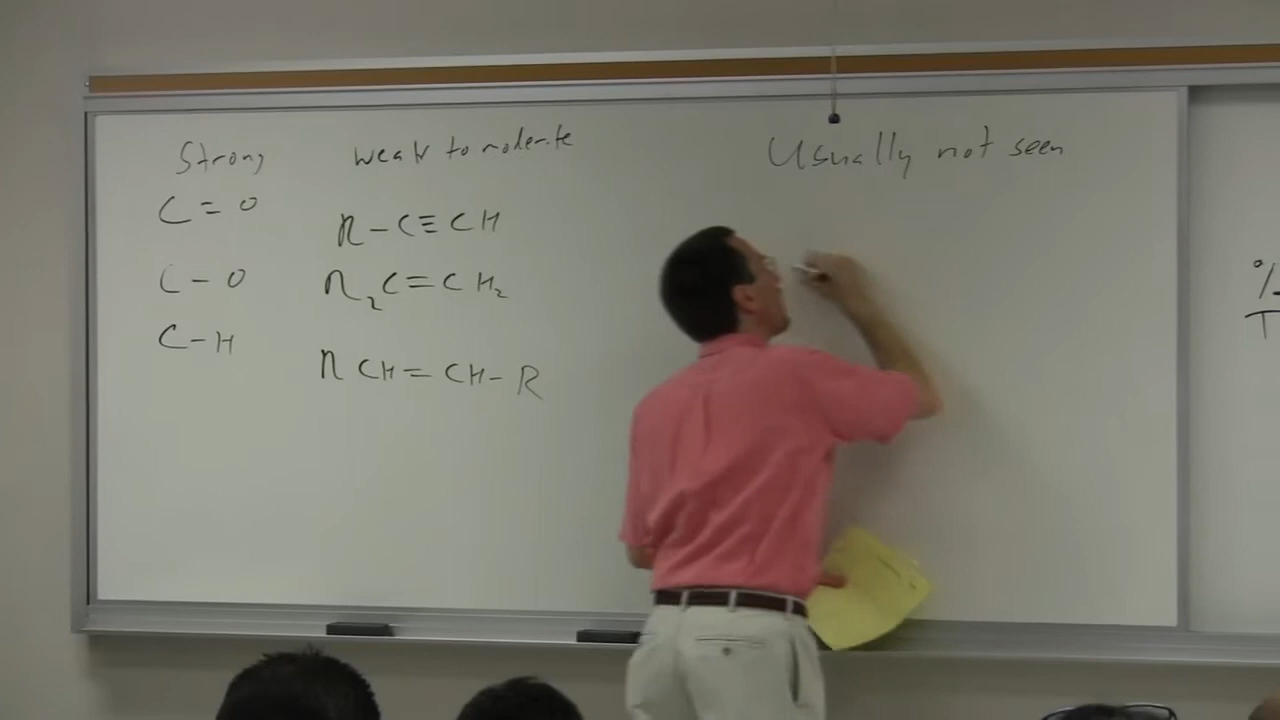 Strong
C = O
C - O
C - H
weak to moderate
R - C ≡ CH
R₂C = CH₂
R CH = CH - R
Usually not seen
%
T